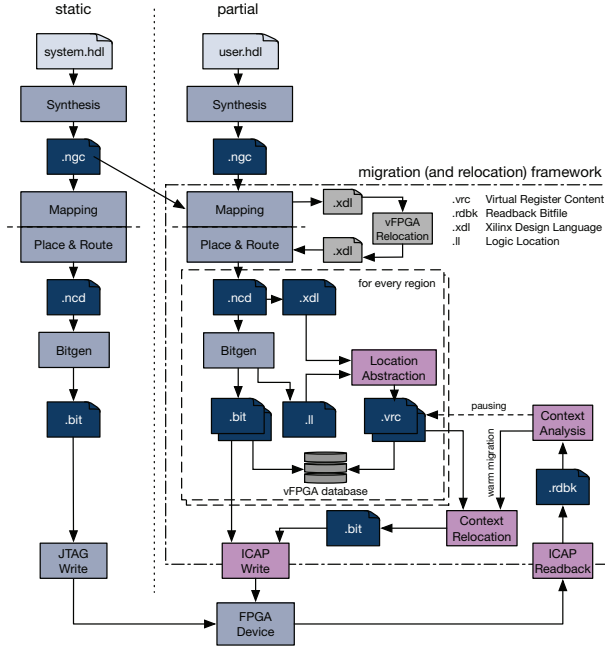 static
partial
system.hdl
user.hdl
Synthesis
Synthesis
.ngc
.ngc
migration (and relocation) framework
Mapping
Place & Route
Mapping
Place & Route
.xdl
vFPGA
Relocation
.xdl
.vrc Virtual Register Content
.rdbk Readback Bitfile
.xdl Xilinx Design Language
.ll Logic Location
for every region
.ncd
.ncd
.xdl
Bitgen
Bitgen
Location
Abstraction
.bit
.bit
.ll
.vrc
pausing
Context
Analysis
warm migration
vFPGA database
.rdbk
.bit
Context
Relocation
JTAG
Write
ICAP
Write
ICAP
Readback
FPGA
Device